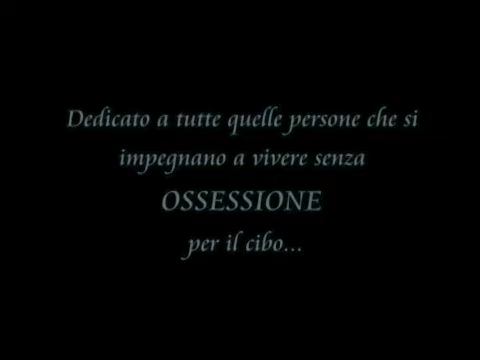 Dedicato a tutte quelle persone che si
impegnano a vivere senza
OSSESSIONE
per il cibo...